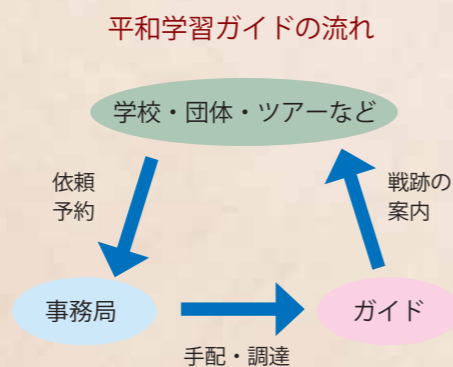 平和学習ガイドの流れ
学校・団体・ツアーなど
依頼
予約
戦跡の
案内
事務局
ガイド
手配・調達